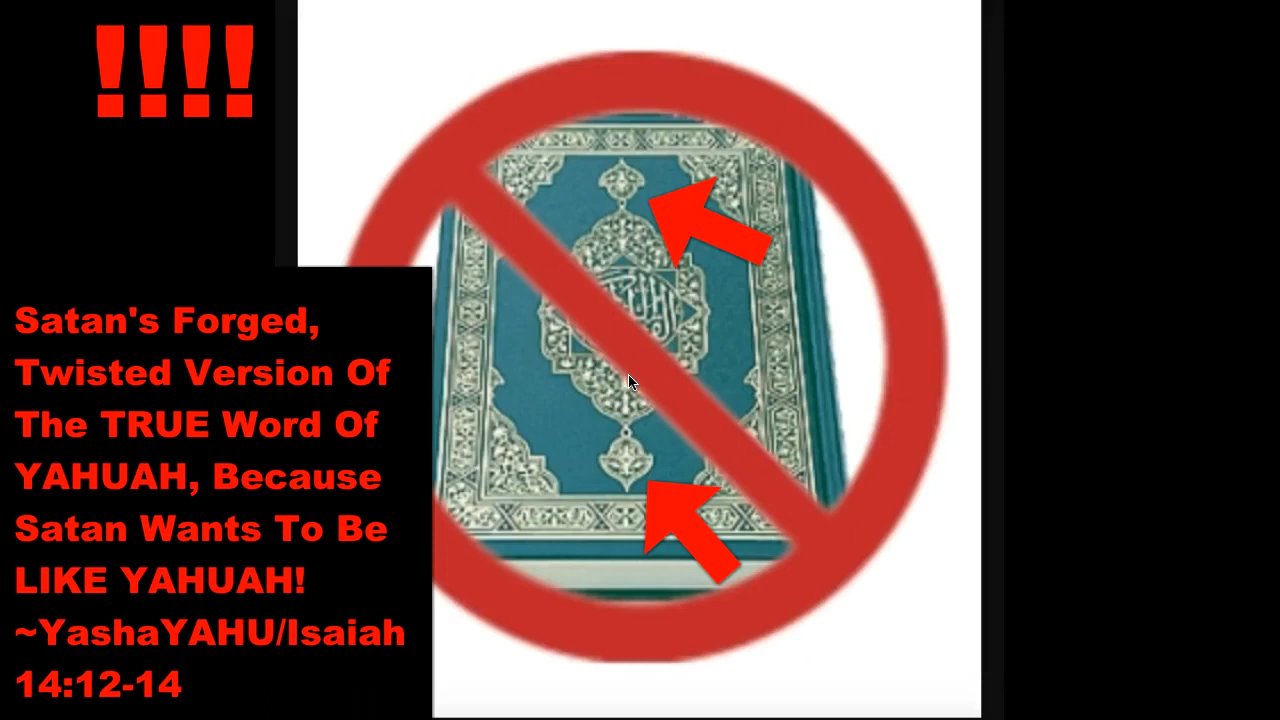 !!!!
Satan's Forged,
Twisted Version Of
The TRUE Word Of
YAHUAH, Because
Satan Wants To Be
LIKE YAHUAH!
~YashaYAHU/Isaiah
14:12-14